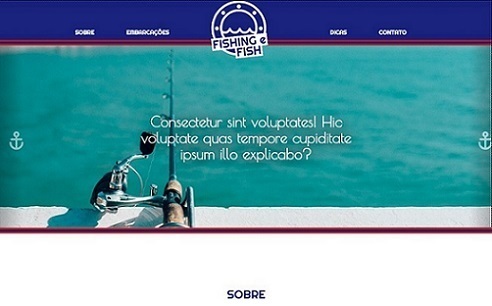 SOBRE
EMBARCAÇÕES
FISHING e
FISH
DICAS
CONTATO
Consectetur sint voluptates! Hic
voluptate quas tempore cupiditate
ipsum illo explicabo?
SOBRE